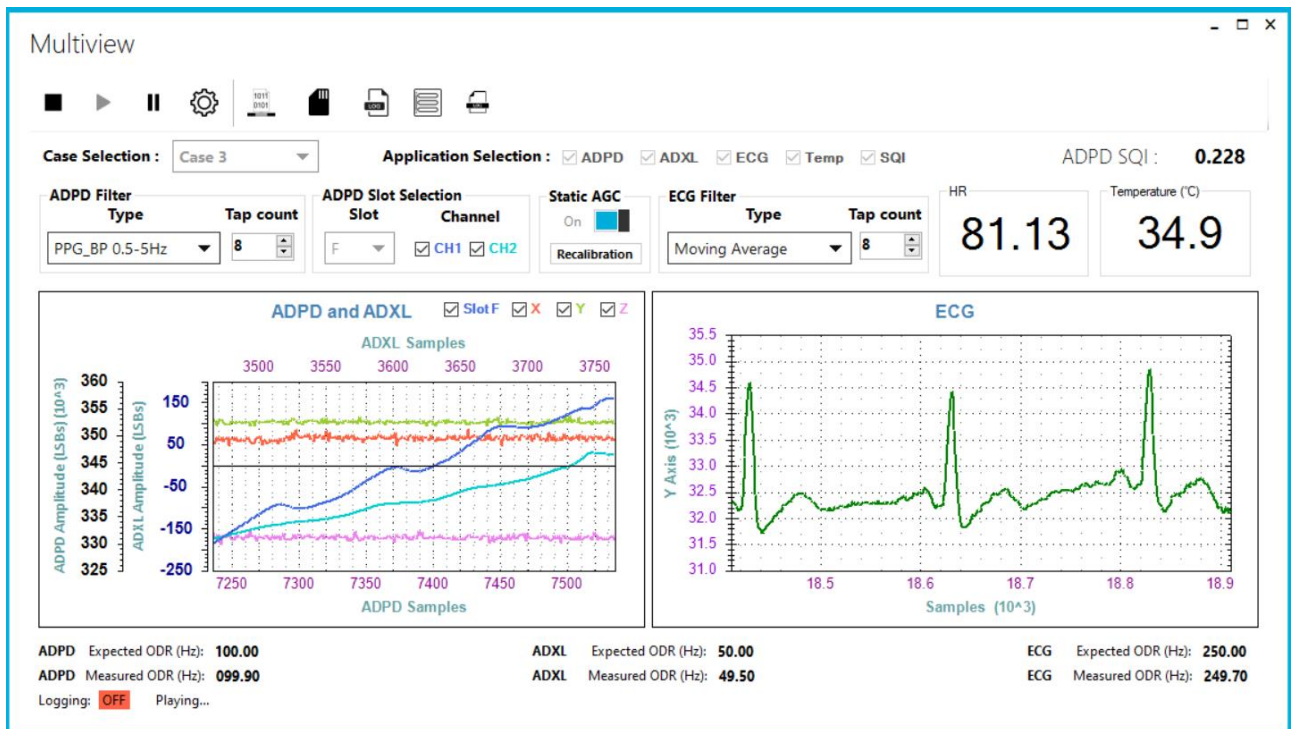 Multiview
1011
0101
LOG
Case Selection : Case 3 Application Selection : ADPD ADXL ECG Temp SQI ADPD SQI : 0.228
ADPD Filter ADPD Slot Selection Static AGC ECG Filter HR Temperature (°C)
Type Tap count Slot Channel On Type Tap count
PPG_BP 0.5-5Hz 8 F CH1 CH2 Recalibration Moving Average 8 81.13 34.9
ADPD and ADXL Slot F X Y Z
ADXL Samples
3500 3550 3600 3650 3700 3750
ADPD Amplitude (LSBs) (10^3)
360
355
350
345
340
335
330
325
ADXL Amplitude (LSBs)
150
50
-50
-150
-250
7250 7300 7350 7400 7450 7500
ADPD Samples
ECG
Y Axis (10^3)
35.5
35.0
34.5
34.0
33.5
33.0
32.5
32.0
31.5
31.0
18.5 18.6 18.7 18.8 18.9
Samples (10^3)
ADPD Expected ODR (Hz): 100.00 ADXL Expected ODR (Hz): 50.00 ECG Expected ODR (Hz): 250.00
ADPD Measured ODR (Hz): 099.90 ADXL Measured ODR (Hz): 49.50 ECG Measured ODR (Hz): 249.70
Logging: OFF Playing...